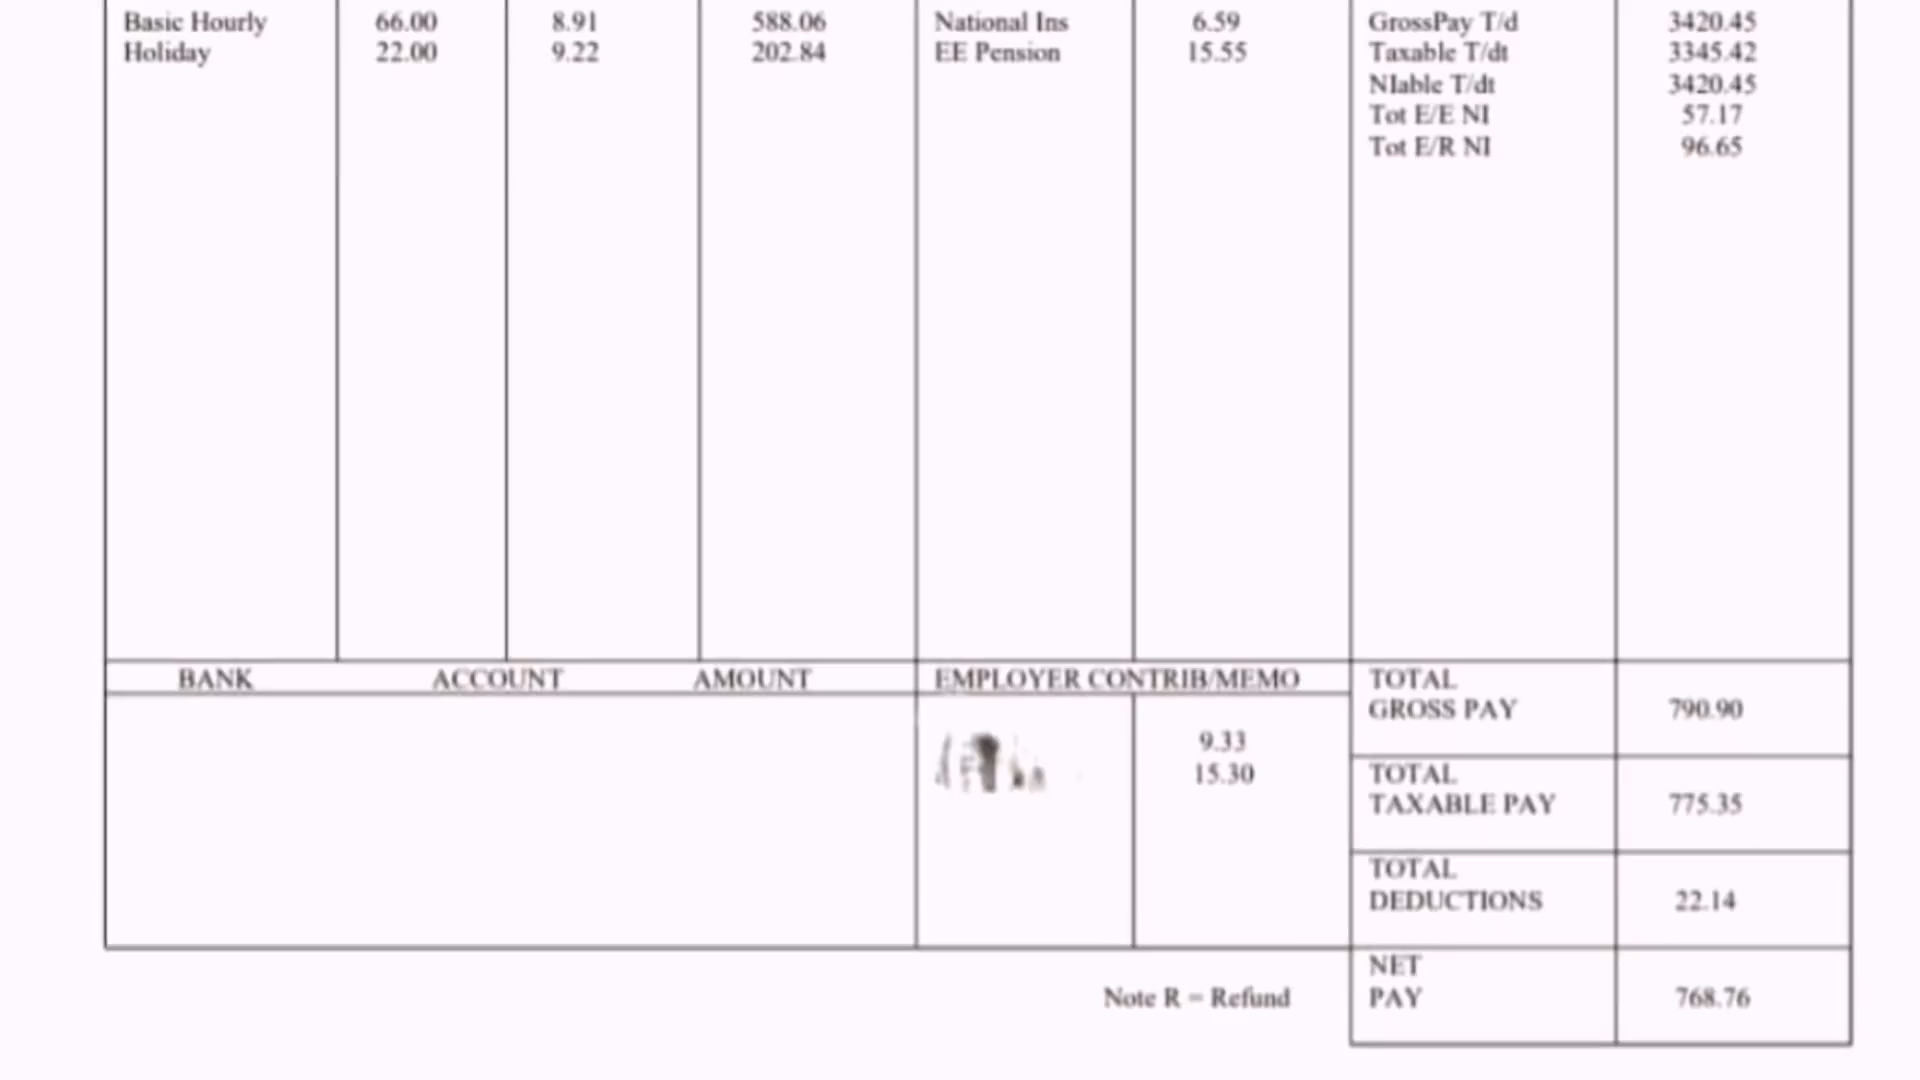 Basic Hourly 66.00 8.91 588.06 National Ins 6.59 GrossPay T/d 3420.45
Holiday 22.00 9.22 202.84 EE Pension 15.55 Taxable T/dt 3345.42
NIable T/dt 3420.45
Tot E/E NI 57.17
Tot E/R NI 96.65
BANK ACCOUNT AMOUNT EMPLOYER CONTRIB/MEMO TOTAL
GROSS PAY 790.90
9.33
15.30 TOTAL
TAXABLE PAY 775.35
TOTAL
DEDUCTIONS 22.14
NET
Note R = Refund PAY 768.76